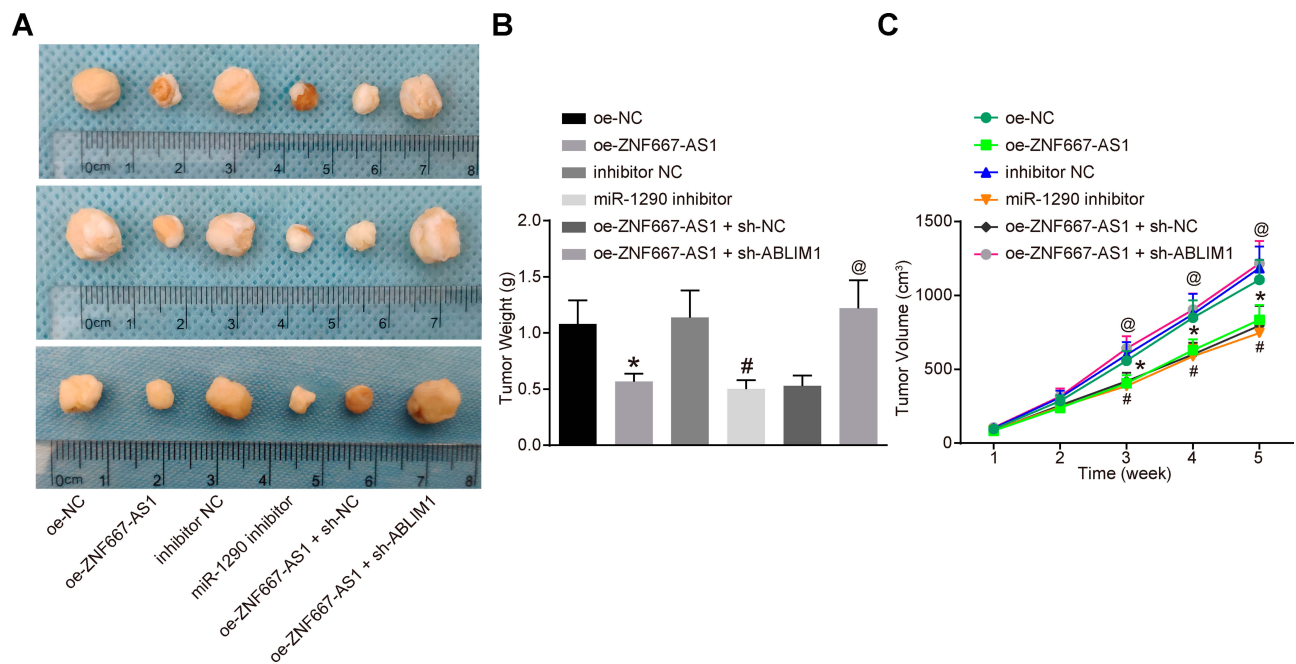 A
0cm 1 2 3 4 5 6 7 8
0cm 1 2 3 4 5 6 7
0cm 1 2 3 4 5 6 7 8
oe-NC
oe-ZNF667-AS1
inhibitor NC
miR-1290 inhibitor
oe-ZNF667-AS1 + sh-NC
oe-ZNF667-AS1 + sh-ABLIM1
B
oe-NC
oe-ZNF667-AS1
inhibitor NC
miR-1290 inhibitor
oe-ZNF667-AS1 + sh-NC
oe-ZNF667-AS1 + sh-ABLIM1
Tumor Weight (g)
2.0
1.5
1.0
0.5
0.0
*
#
@
C
oe-NC
oe-ZNF667-AS1
inhibitor NC
miR-1290 inhibitor
oe-ZNF667-AS1 + sh-NC
oe-ZNF667-AS1 + sh-ABLIM1
Tumor Volume (cm³)
1500
1000
500
0
@ @ @
* * *
# # #
1 2 3 4 5
Time (week)